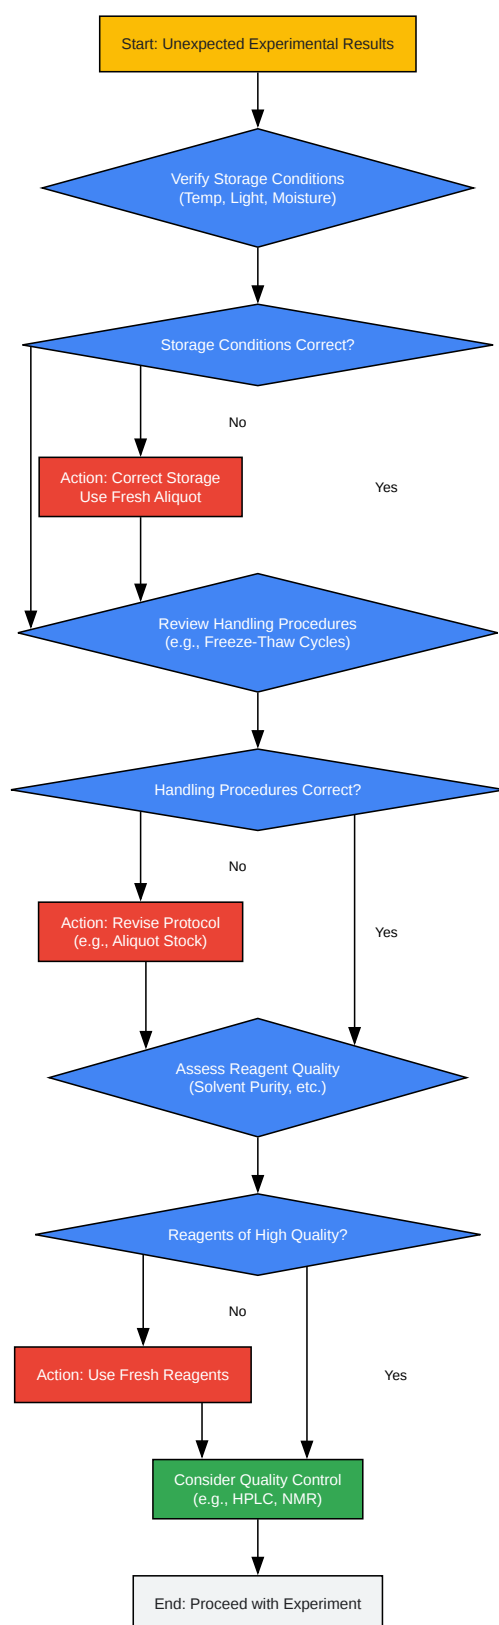 Start: Unexpected Experimental Results
Verify Storage Conditions
(Temp, Light, Moisture)
Storage Conditions Correct?
No
Action: Correct Storage
Use Fresh Aliquot
Yes
Review Handling Procedures
(e.g., Freeze-Thaw Cycles)
Handling Procedures Correct?
No
Action: Revise Protocol
(e.g., Aliquot Stock)
Yes
Assess Reagent Quality
(Solvent Purity, etc.)
Reagents of High Quality?
No
Action: Use Fresh Reagents
Yes
Consider Quality Control
(e.g., HPLC, NMR)
End: Proceed with Experiment